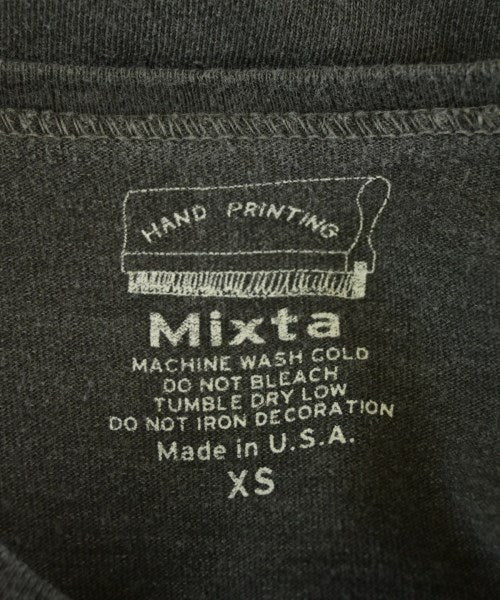 HAND PRINTING
Mixta
MACHINE WASH COLD
DO NOT BLEACH
TUMBLE DRY LOW
DO NOT IRON DECORATION
Made in U.S.A.
XS